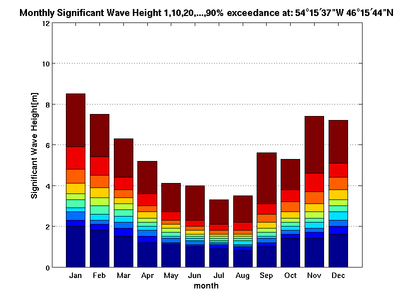 Monthly Significant Wave Height 1,10,20,...,90% exceedance at: 54°15'37"W 46°15'44"N
Significant Wave Height[m]
12
10
8
6
4
2
0
Jan Feb Mar Apr May Jun Jul Aug Sep Oct Nov Dec
month